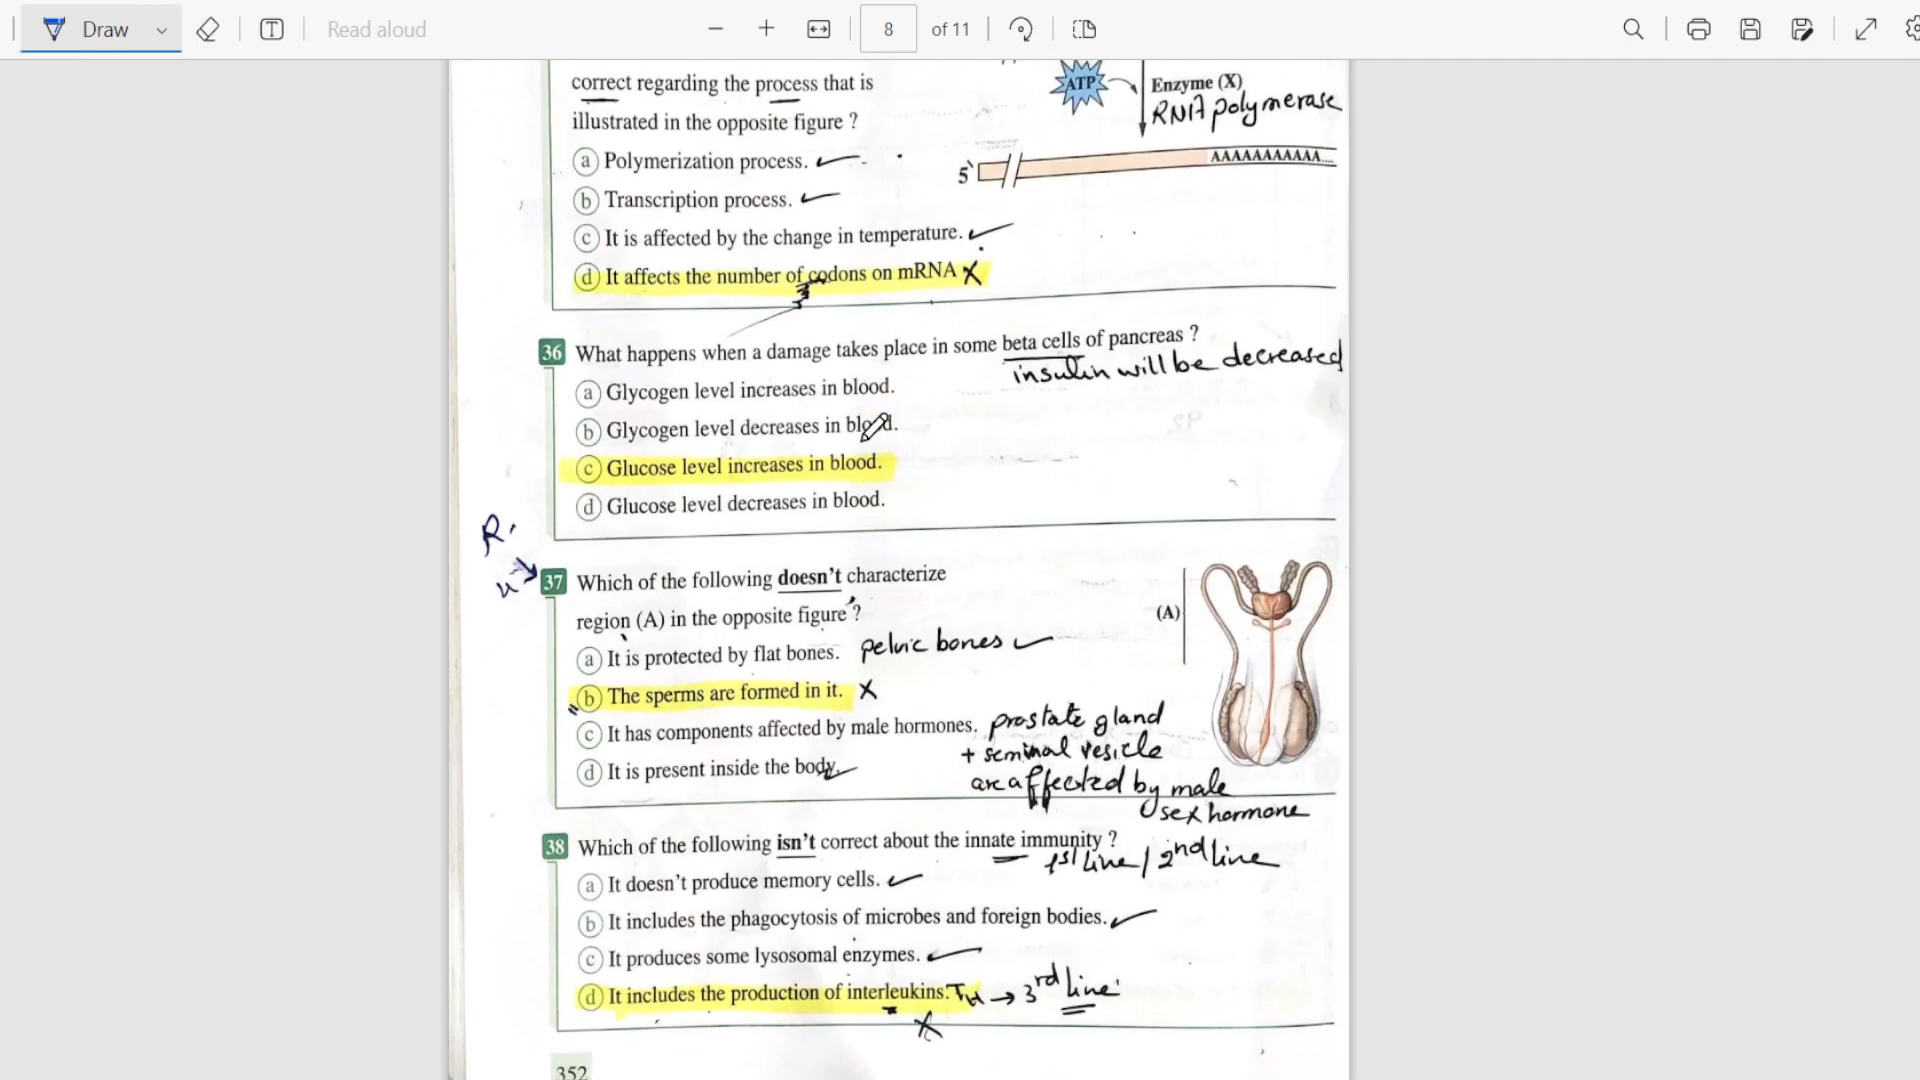 Draw
Read aloud
8 of 11
correct regarding the process that is
illustrated in the opposite figure ?
ATP
Enzyme (X)
RNA polymerase
a Polymerization process.
b Transcription process.
c It is affected by the change in temperature.
d It affects the number of codons on mRNA X
5`
AAAAAAAAAAA....
36 What happens when a damage takes place in some beta cells of pancreas ?
insulin will be decreased
a Glycogen level increases in blood.
b Glycogen level decreases in blood.
c Glucose level increases in blood.
d Glucose level decreases in blood.
R.
37 Which of the following doesn't characterize
region (A) in the opposite figure ?
(A)
a It is protected by flat bones. pelvic bones
b The sperms are formed in it. X
c It has components affected by male hormones. prostate gland
+ seminal vesicle
are affected by male
sex hormone
d It is present inside the body.
38 Which of the following isn't correct about the innate immunity ?
1st line / 2nd line
a It doesn't produce memory cells.
b It includes the phagocytosis of microbes and foreign bodies.
c It produces some lysosomal enzymes.
d It includes the production of interleukins. TH → 3rd line
X
352